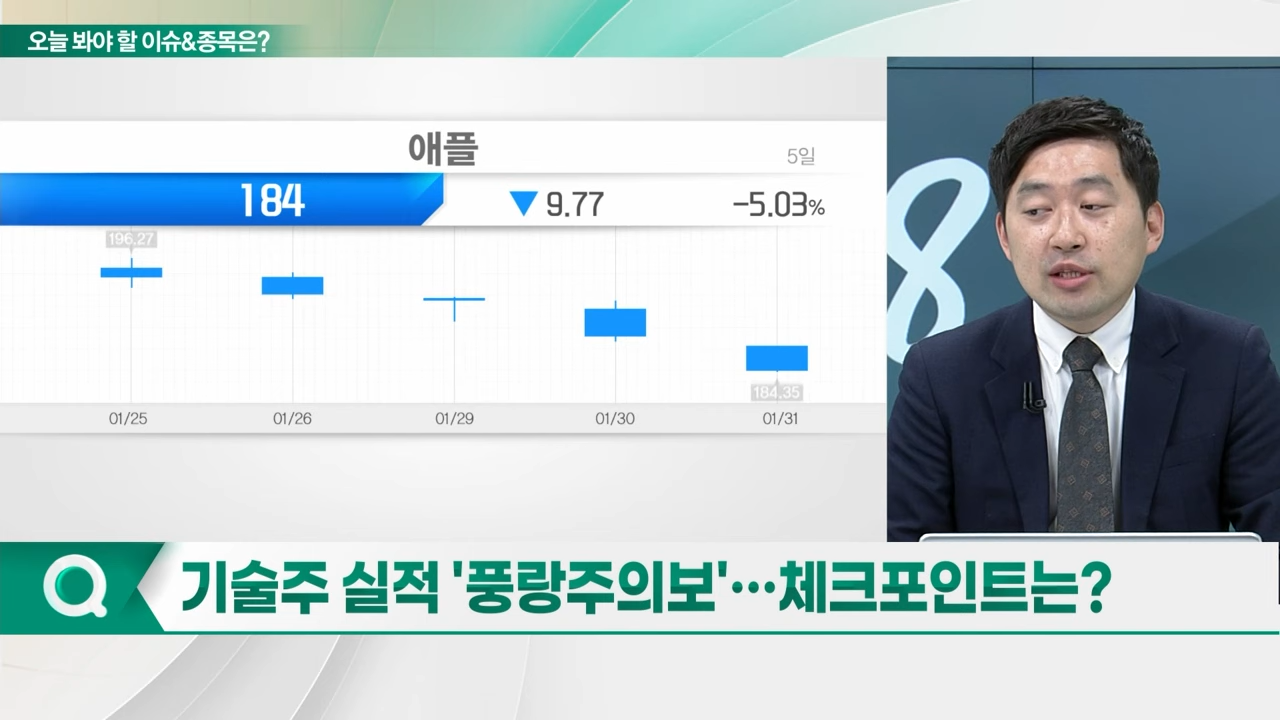 오늘 봐야 할 이슈&종목은?
애플
5일
184
▼ 9.77
-5.03%
196.27
184.35
01/25
01/26
01/29
01/30
01/31
8
Q
기술주 실적 '풍랑주의보'…체크포인트는?